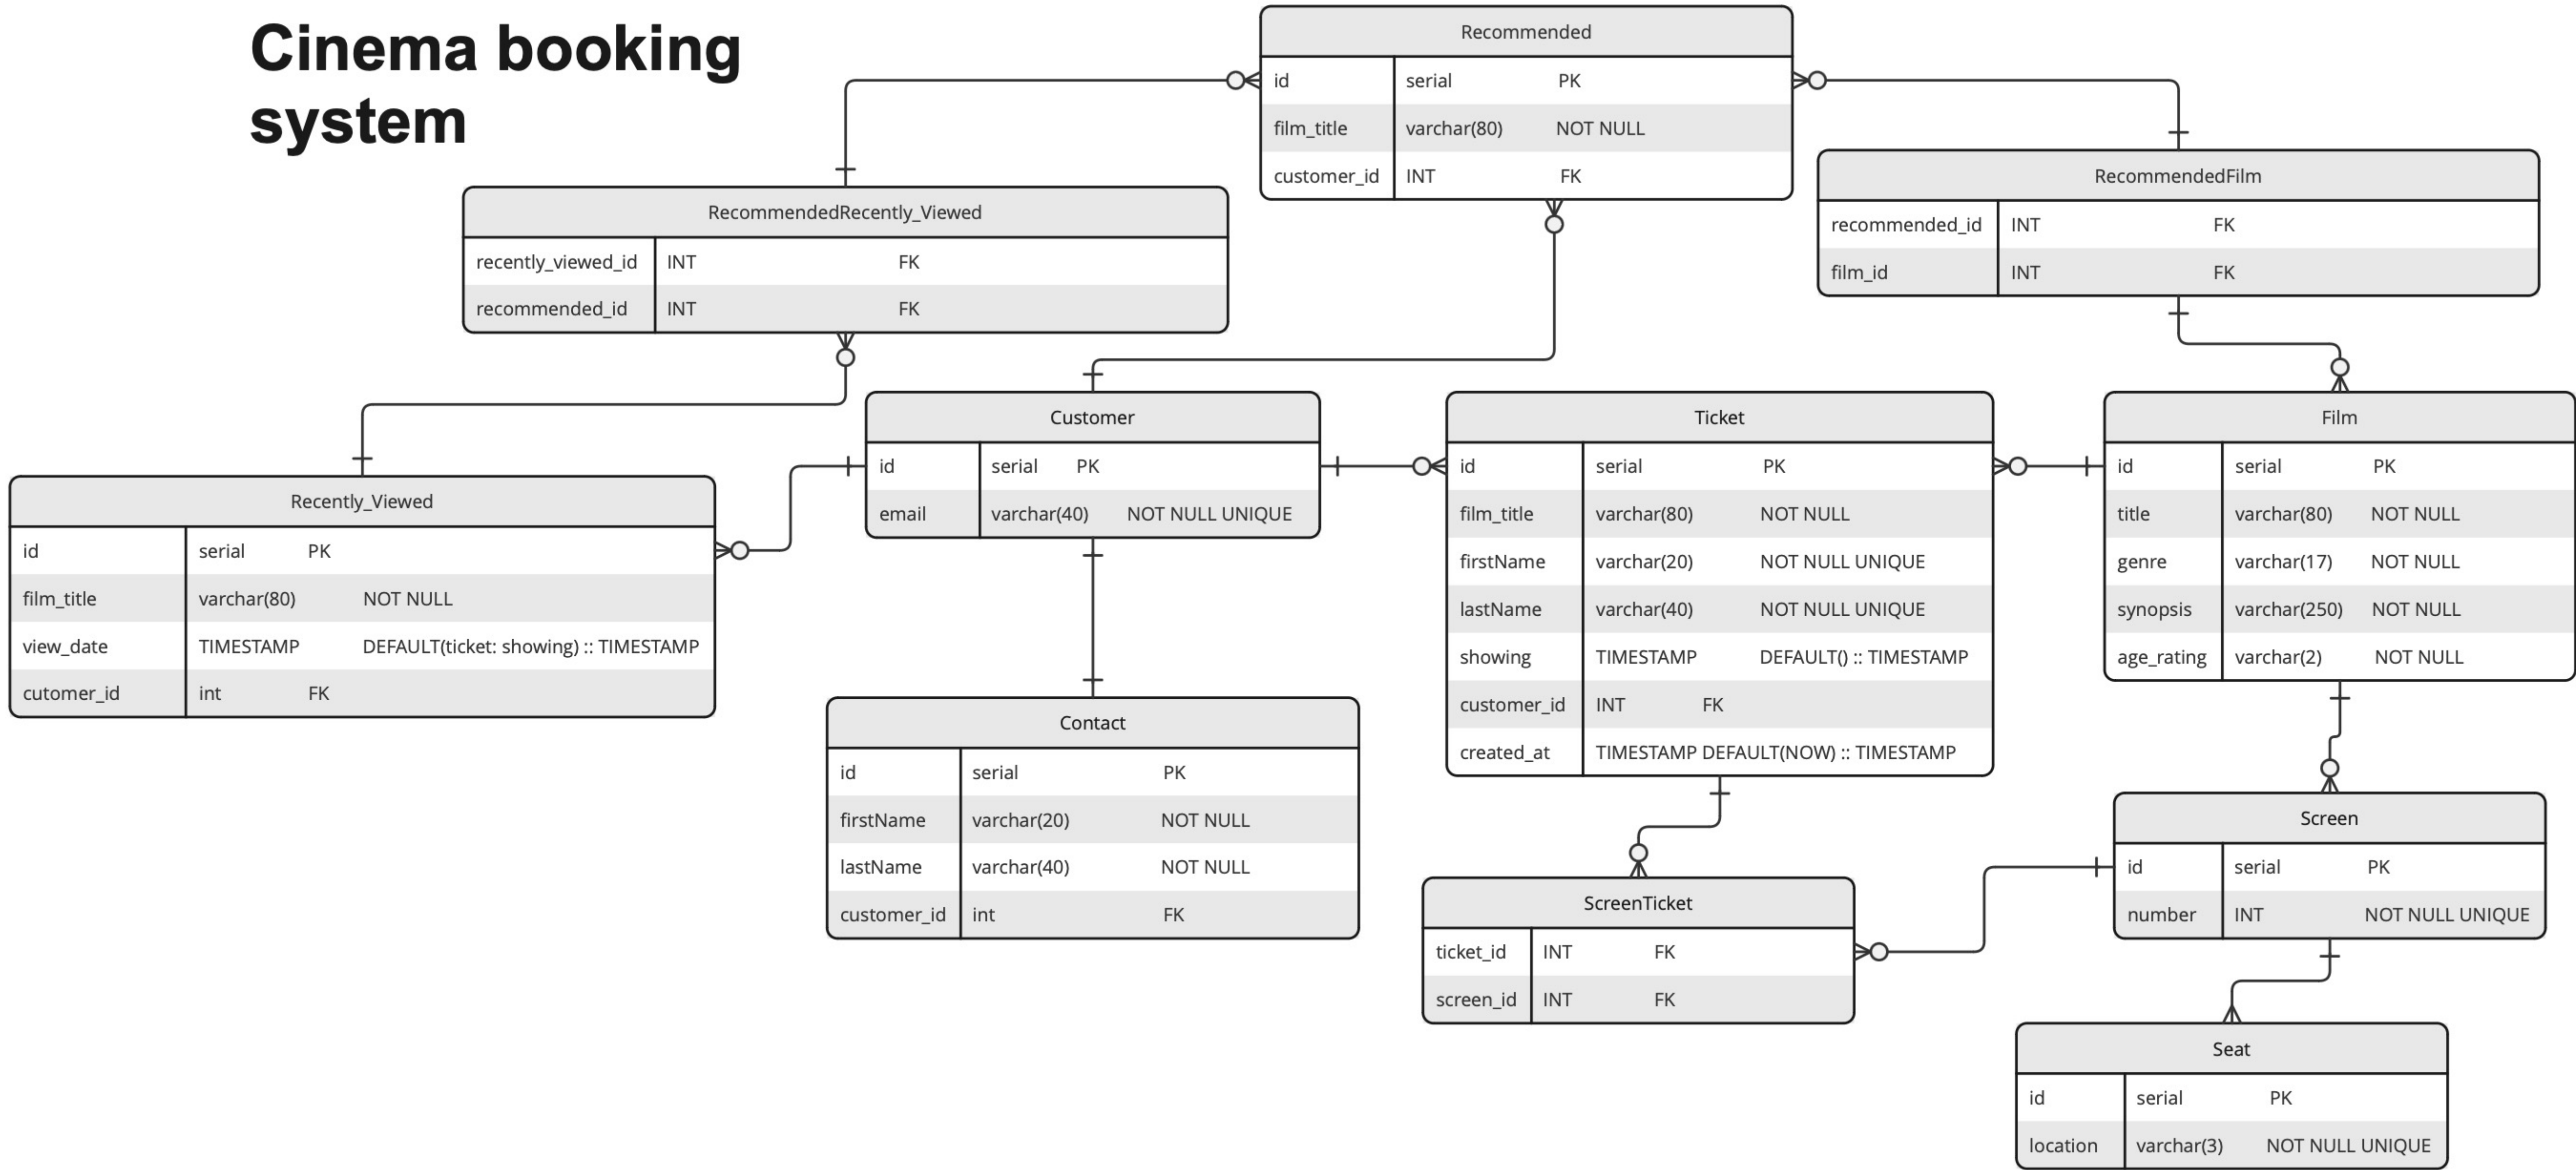 Cinema booking
system
Recommended
id serial PK
film_title varchar(80) NOT NULL
customer_id INT FK
RecommendedFilm
recommended_id INT FK
film_id INT FK
RecommendedRecently_Viewed
recently_viewed_id INT FK
recommended_id INT FK
Customer
id serial PK
email varchar(40) NOT NULL UNIQUE
Ticket
id serial PK
film_title varchar(80) NOT NULL
firstName varchar(20) NOT NULL UNIQUE
lastName varchar(40) NOT NULL UNIQUE
showing TIMESTAMP DEFAULT() :: TIMESTAMP
customer_id INT FK
created_at TIMESTAMP DEFAULT(NOW) :: TIMESTAMP
Film
id serial PK
title varchar(80) NOT NULL
genre varchar(17) NOT NULL
synopsis varchar(250) NOT NULL
age_rating varchar(2) NOT NULL
Recently_Viewed
id serial PK
film_title varchar(80) NOT NULL
view_date TIMESTAMP DEFAULT(ticket: showing) :: TIMESTAMP
cutomer_id int FK
Contact
id serial PK
firstName varchar(20) NOT NULL
lastName varchar(40) NOT NULL
customer_id int FK
ScreenTicket
ticket_id INT FK
screen_id INT FK
Screen
id serial PK
number INT NOT NULL UNIQUE
Seat
id serial PK
location varchar(3) NOT NULL UNIQUE